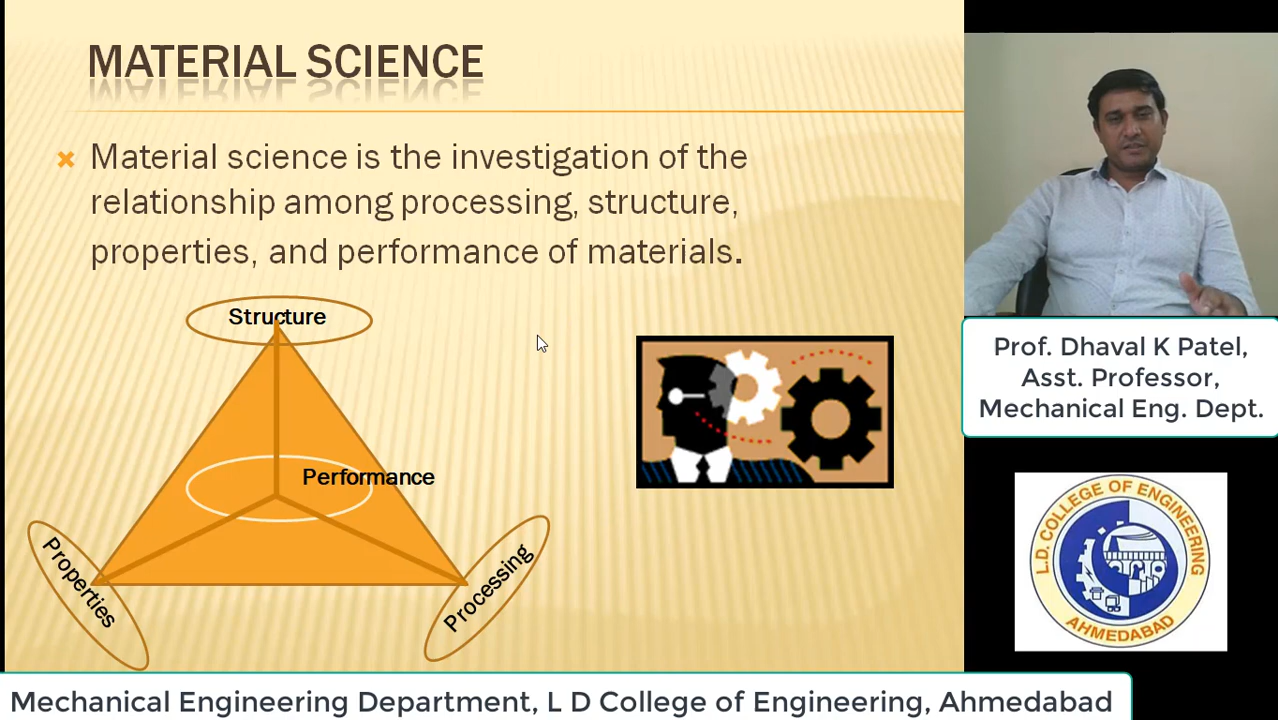 MATERIAL SCIENCE
Material science is the investigation of the
relationship among processing, structure,
properties, and performance of materials.
Structure
Performance
Properties
Processing
Prof. Dhaval K Patel,
Asst. Professor,
Mechanical Eng. Dept.
L.D. COLLEGE OF ENGINEERING
AHMEDABAD
Mechanical Engineering Department, L D College of Engineering, Ahmedabad